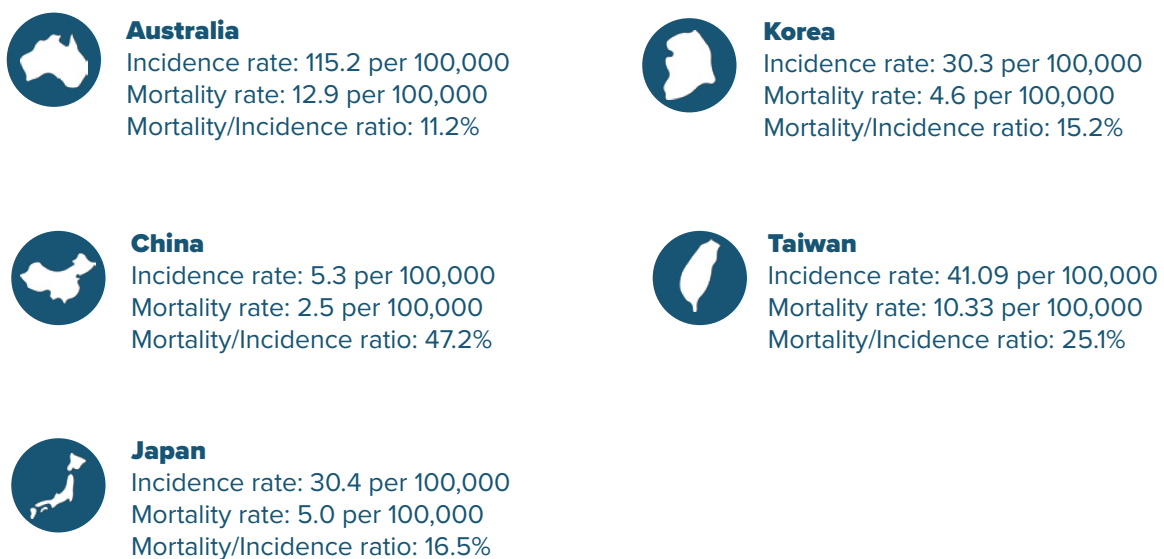 Australia
Incidence rate: 115.2 per 100,000
Mortality rate: 12.9 per 100,000
Mortality/Incidence ratio: 11.2%
Korea
Incidence rate: 30.3 per 100,000
Mortality rate: 4.6 per 100,000
Mortality/Incidence ratio: 15.2%
China
Incidence rate: 5.3 per 100,000
Mortality rate: 2.5 per 100,000
Mortality/Incidence ratio: 47.2%
Taiwan
Incidence rate: 41.09 per 100,000
Mortality rate: 10.33 per 100,000
Mortality/Incidence ratio: 25.1%
Japan
Incidence rate: 30.4 per 100,000
Mortality rate: 5.0 per 100,000
Mortality/Incidence ratio: 16.5%